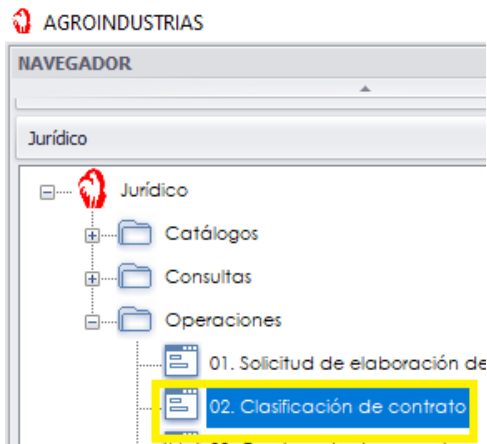 AGROINDUSTRIAS
NAVEGADOR
Jurídico
Jurídico
Catálogos
Consultas
Operaciones
01. Solicitud de elaboración de
02. Clasificación de contrato